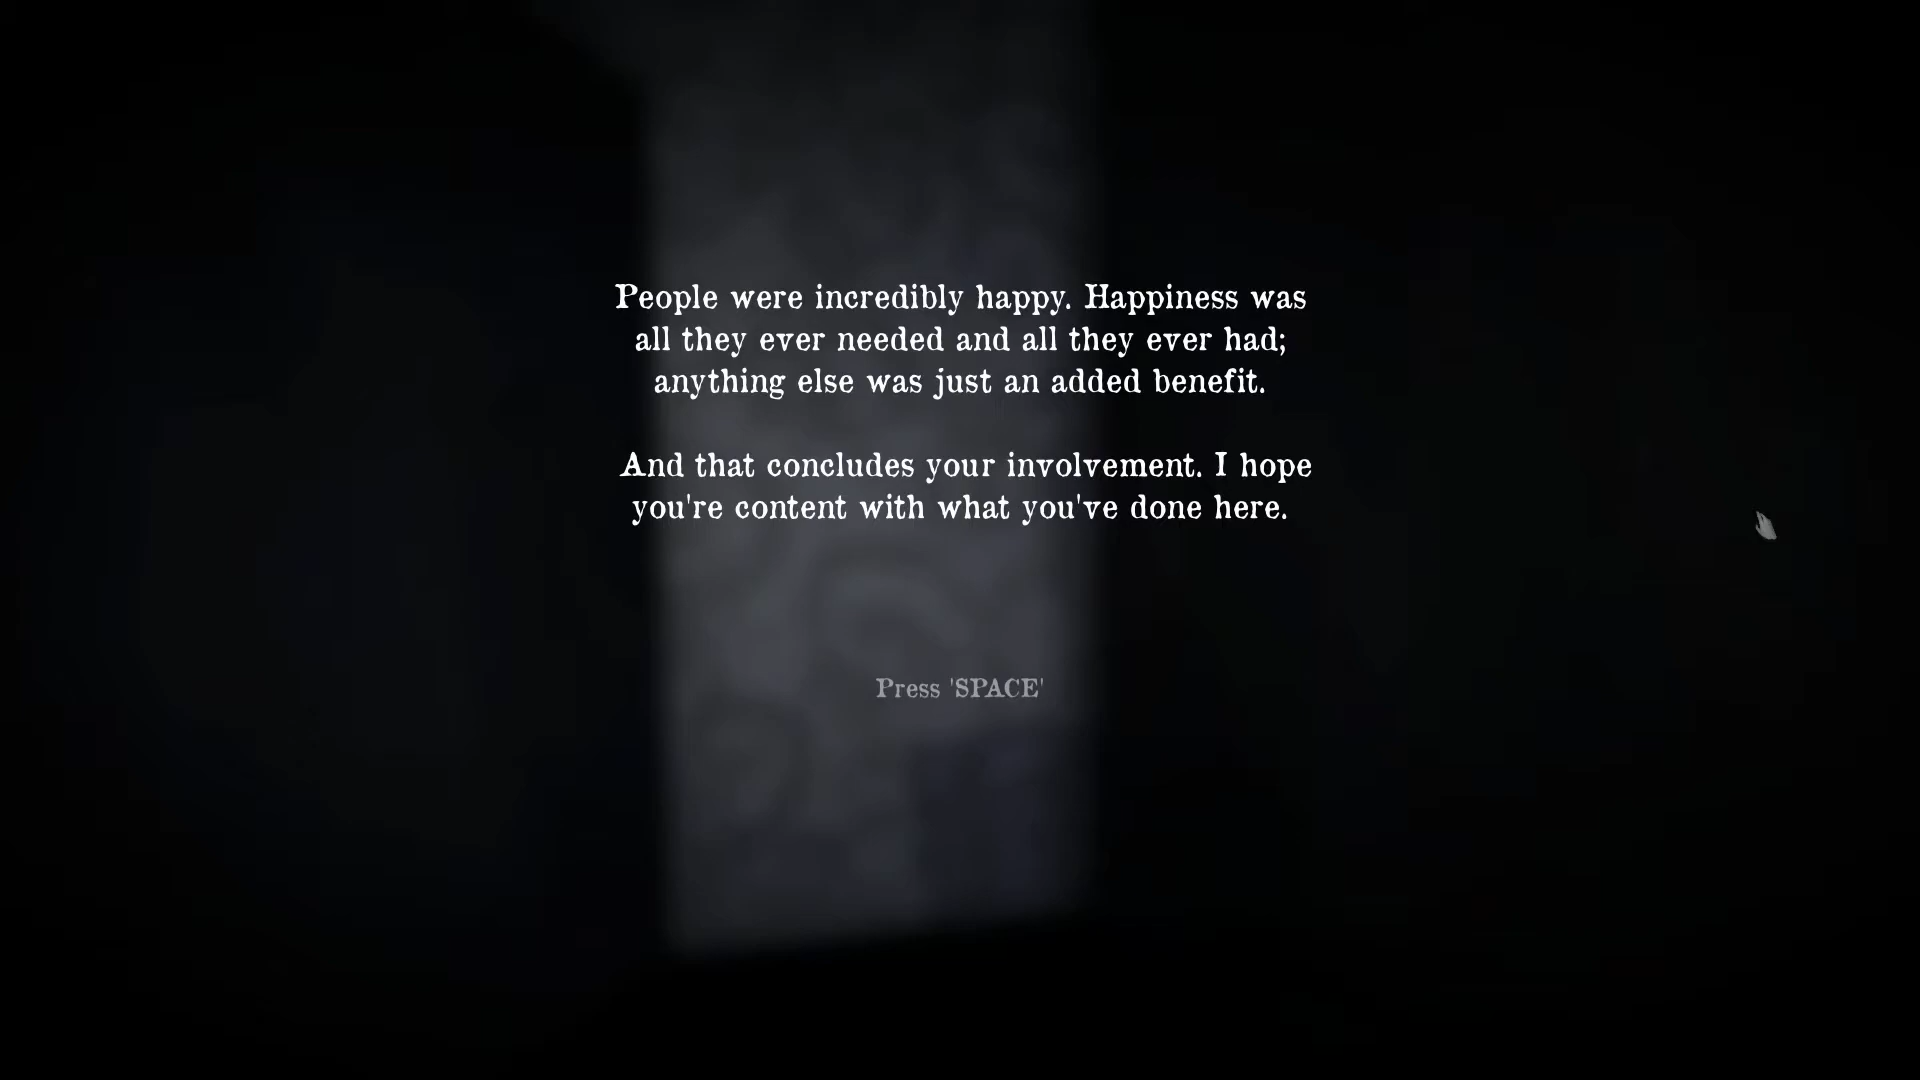 People were incredibly happy. Happiness was
all they ever needed and all they ever had;
anything else was just an added benefit.
And that concludes your involvement. I hope
you're content with what you've done here.
Press 'SPACE'